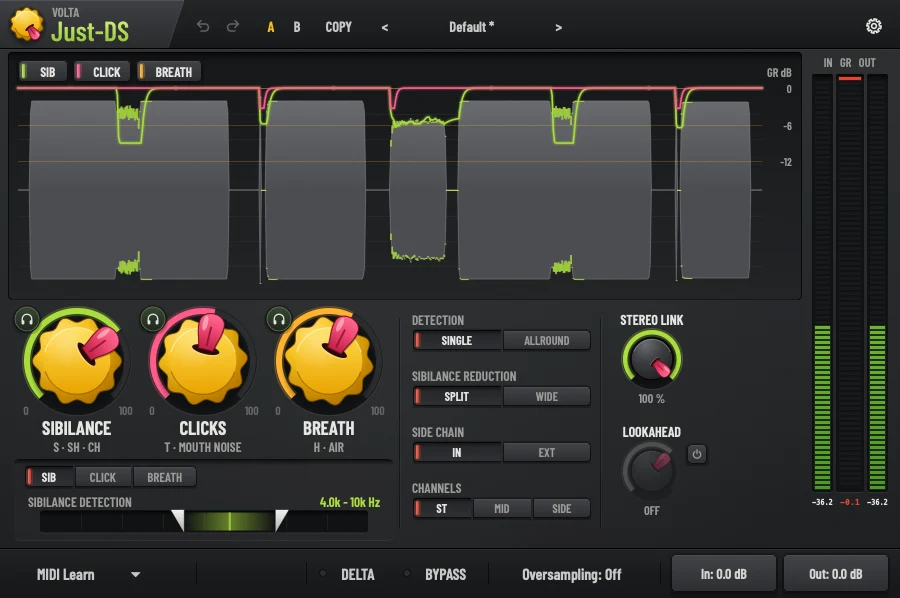 VOLTA
Just-DS
A B COPY < Default * >
SIB CLICK BREATH
GR dB
0
-6
-12
IN GR OUT
0 100 0 100 0 100
SIBILANCE CLICKS BREATH
S · SH · CH T · MOUTH NOISE H · AIR
SIB CLICK BREATH
SIBILANCE DETECTION 4.0k - 10k Hz
DETECTION
SINGLE ALLROUND
SIBILANCE REDUCTION
SPLIT WIDE
SIDE CHAIN
IN EXT
CHANNELS
ST MID SIDE
STEREO LINK
100 %
LOOKAHEAD
OFF
-36.2 -0.1 -36.2
MIDI Learn DELTA BYPASS Oversampling: Off In: 0.0 dB Out: 0.0 dB